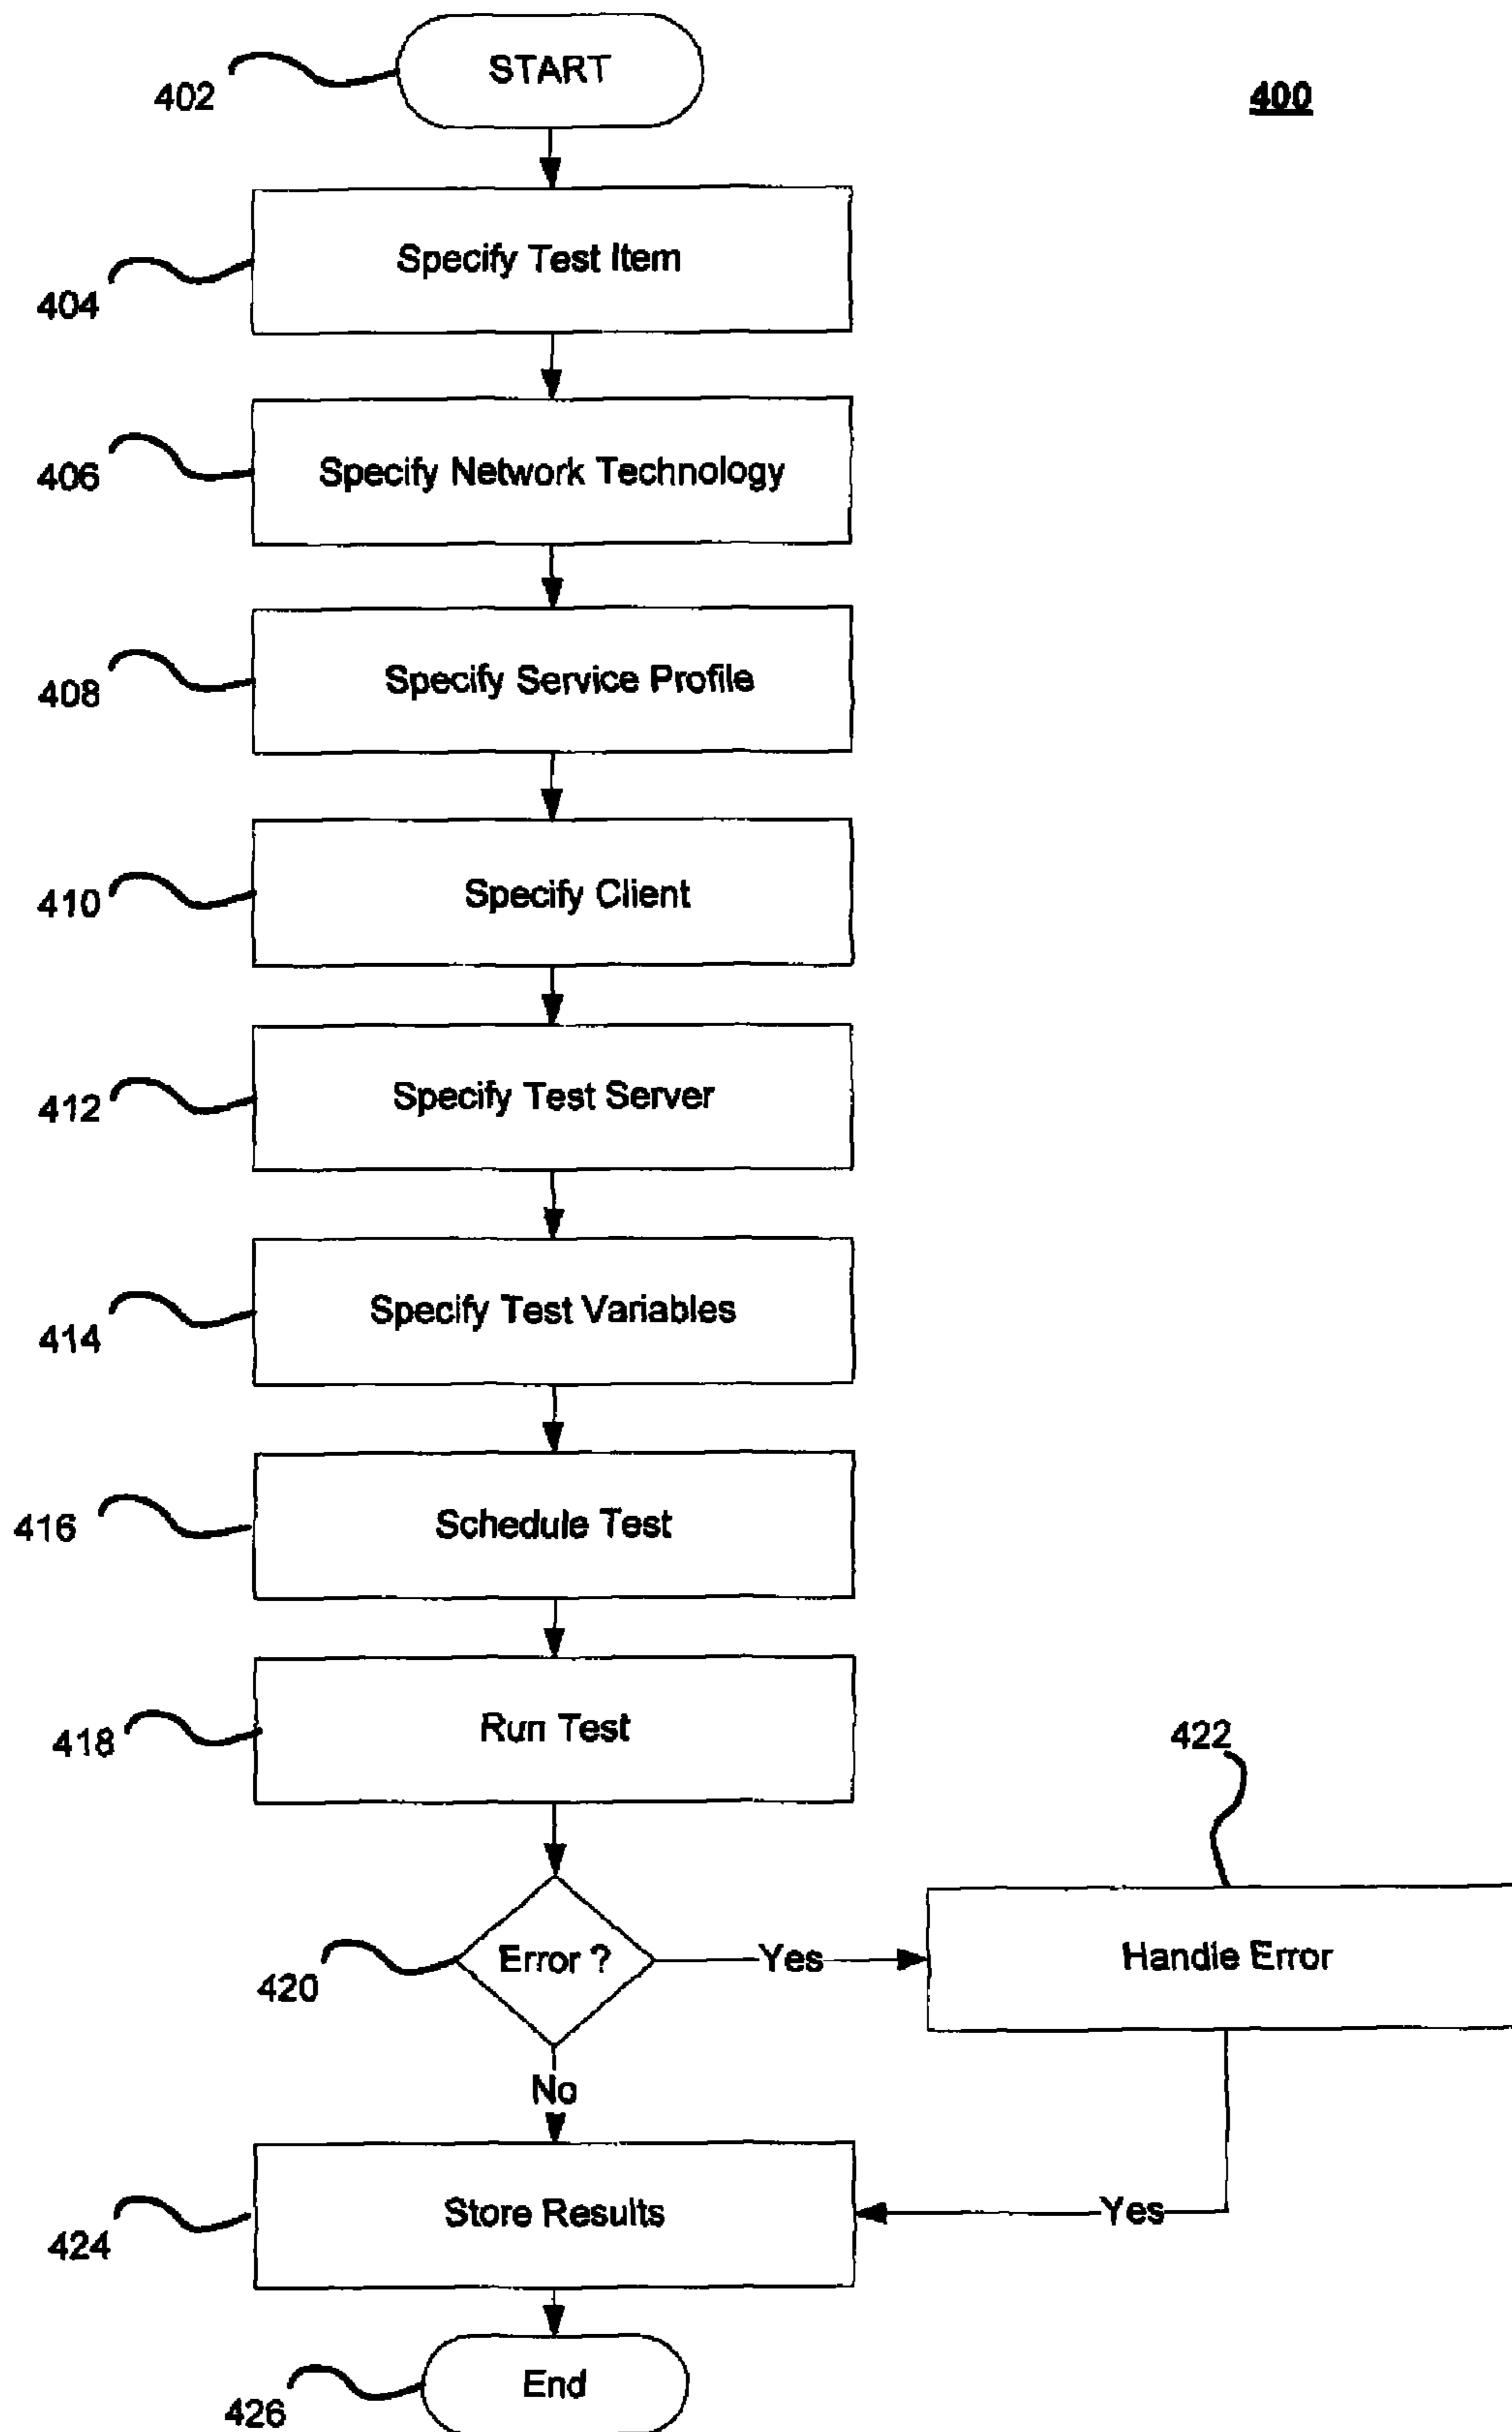 START
402
400
Specify Test Item
404
Specify Network Technology
406
Specify Service Profile
408
Specify Client
410
Specify Test Server
412
Specify Test Variables
414
Schedule Test
416
Run Test
418
422
Error ?
Yes
Handle Error
420
No
Store Results
Yes
424
End
426